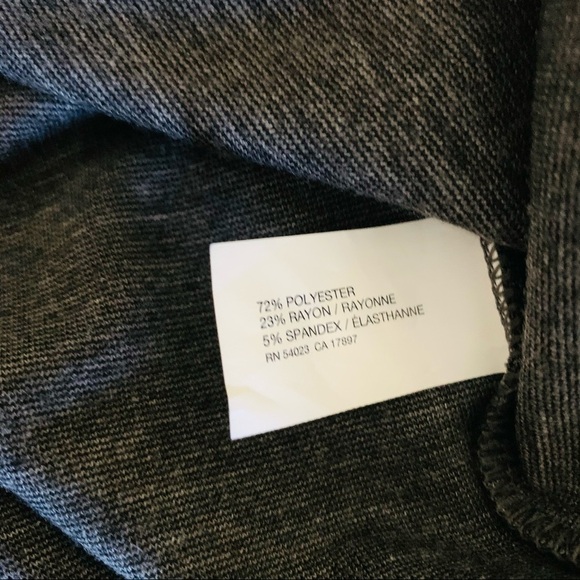 72% POLYESTER
23% RAYON / RAYONNE
5% SPANDEX / ÉLASTHANNE
RN 54023 CA 17897